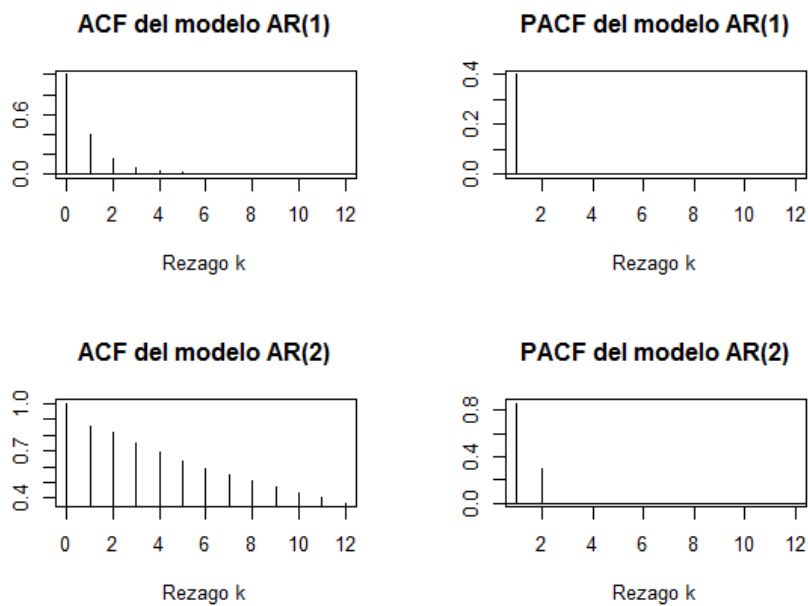 ACF del modelo AR(1)
0.0 0.6
0 2 4 6 8 10 12
Rezago k
PACF del modelo AR(1)
0.0 0.2 0.4
2 4 6 8 10 12
Rezago k
ACF del modelo AR(2)
0.4 0.7 1.0
0 2 4 6 8 10 12
Rezago k
PACF del modelo AR(2)
0.0 0.4 0.8
2 4 6 8 10 12
Rezago k